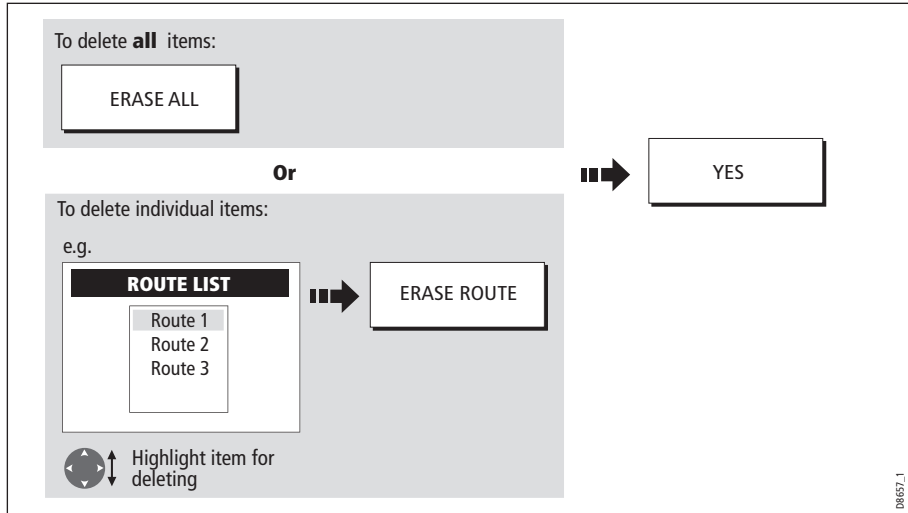 To delete all items:
ERASE ALL
Or
To delete individual items:
e.g.
ROUTE LIST
Route 1
Route 2
Route 3
Highlight item for
deleting
ERASE ROUTE
YES
D8657_1